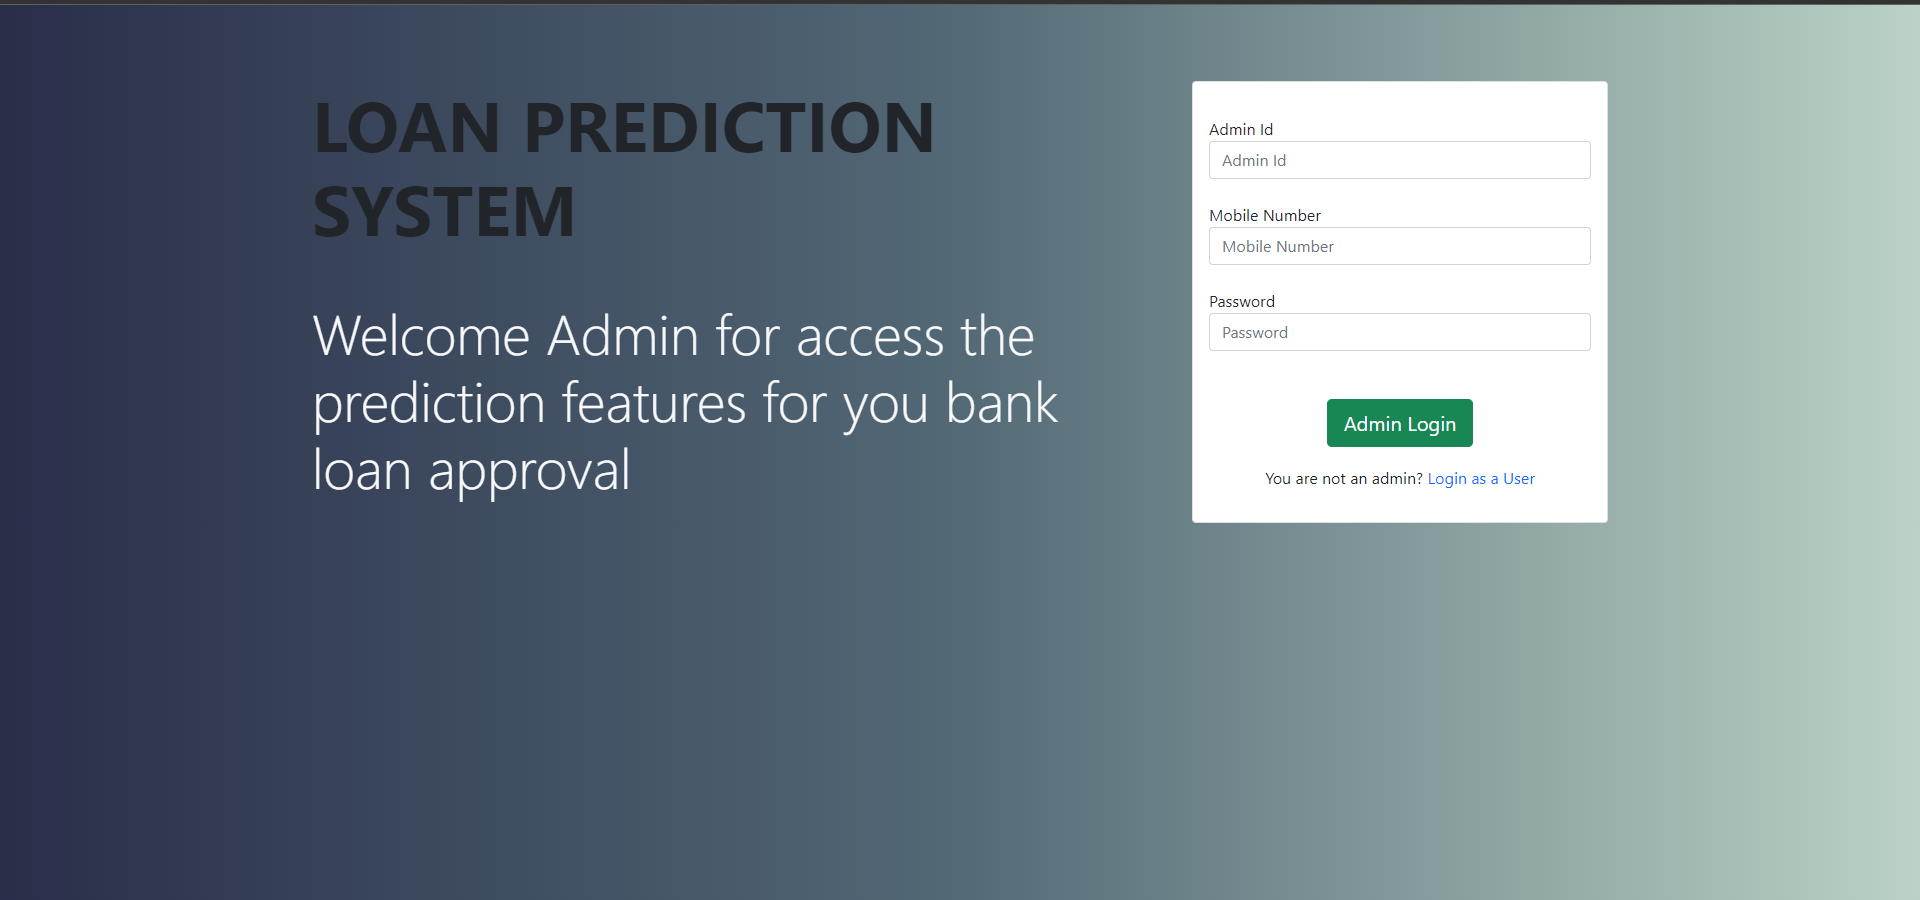 LOAN PREDICTION
SYSTEM
Welcome Admin for access the
prediction features for you bank
loan approval
Admin Id
Admin Id
Mobile Number
Mobile Number
Password
Password
Admin Login
You are not an admin? Login as a User